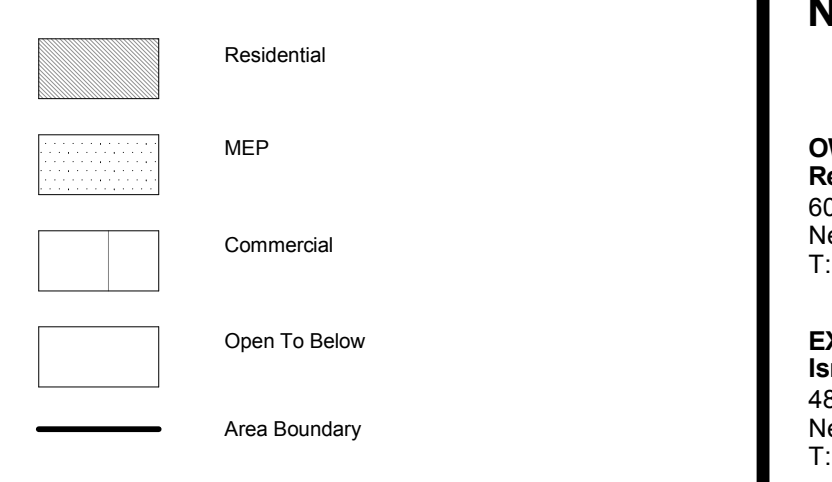 Residential
MEP
Commercial
Open To Below
Area Boundary
T:
T: